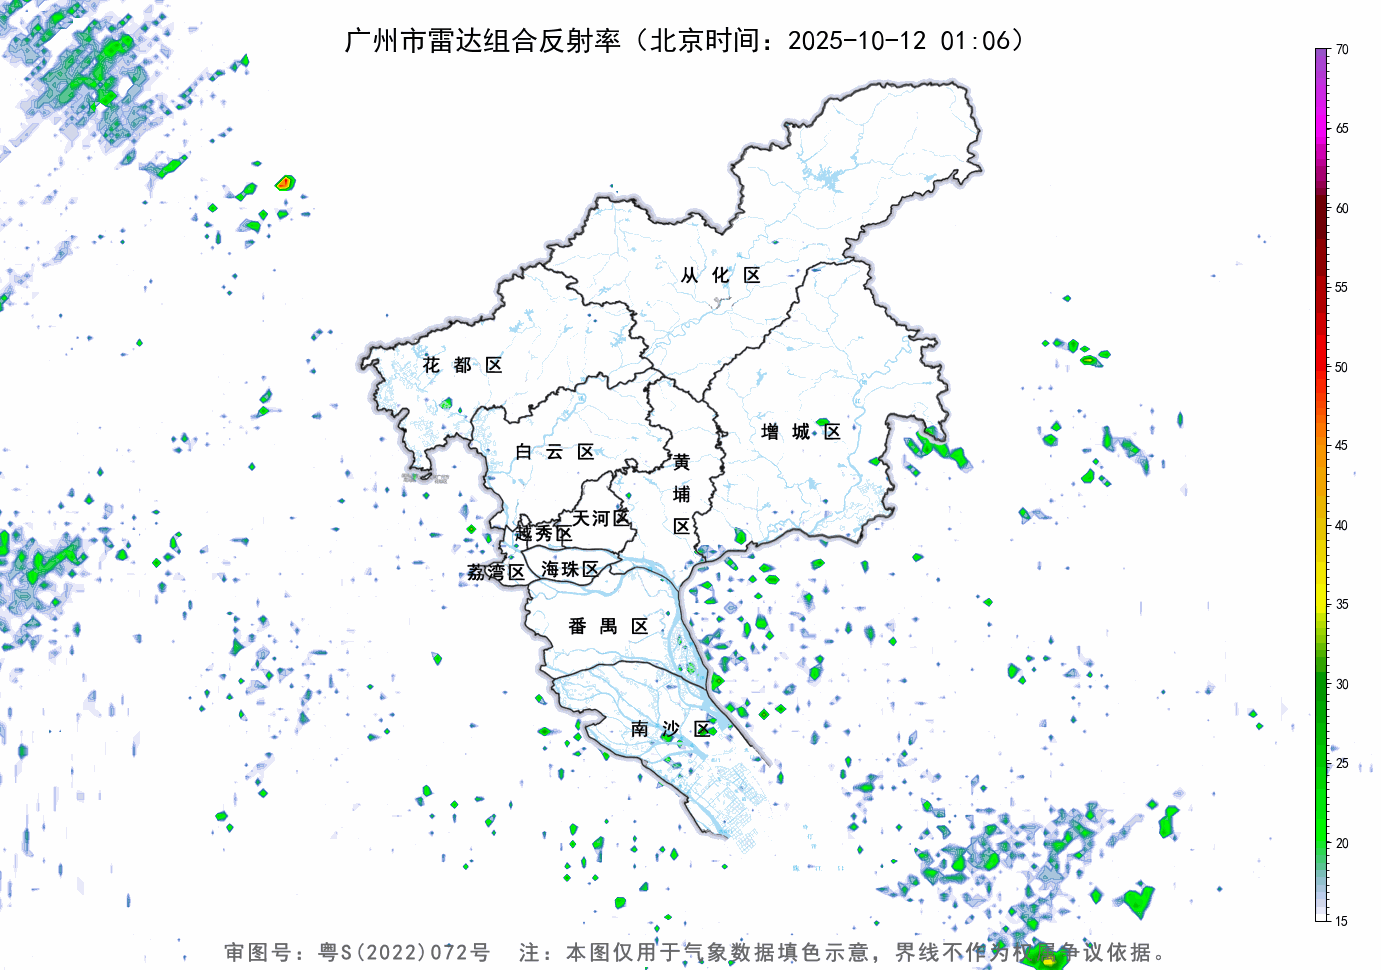 广州市雷达组合反射率（北京时间：2025-10-12 01:06）
70
65
60
55
50
45
40
35
30
25
20
15
从化区
花都区
增城区
白云区
黄埔区
天河区
越秀区
海珠区
荔湾区
番禺区
南沙区
审图号：粤S(2022)072号 注：本图仅用于气象数据填色示意，界线不作为权属争议依据。